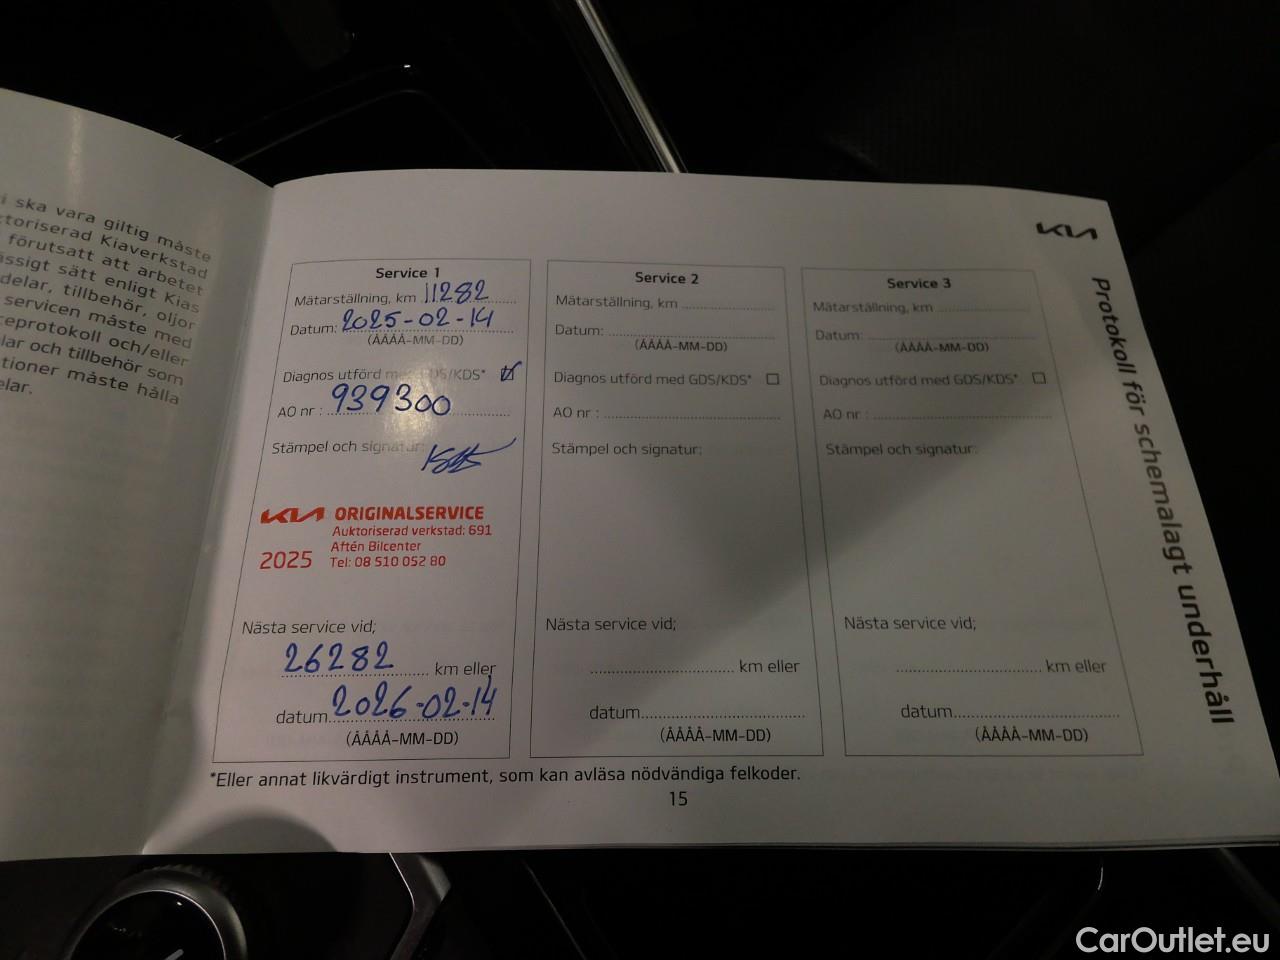 i ska vara giltig måste
toriserad Kiaverkstad
förutsatt att arbetet
ssigt sätt enligt Kias
delar, tillbehör, oljor
servicen måste med
eprotokoll och/eller
lar och tillbehör som
tioner måste hålla
elar.
KIA
Protokoll för schemalagt underhåll
Service 1
Mätarställning, km 11282
Datum: 2025-02-14
(ÅÅÅÅ-MM-DD)
Diagnos utförd med GDS/KDS*
AO nr : 939300
Stämpel och signatur:
KIA ORIGINALSERVICE
Auktoriserad verkstad: 691
Aftén Bilcenter
2025 Tel: 08 510 052 80
Nästa service vid;
26282 km eller
datum 2026-02-14
(ÅÅÅÅ-MM-DD)
Service 2
Mätarställning, km
Datum:
(ÅÅÅÅ-MM-DD)
Diagnos utförd med GDS/KDS*
AO nr :
Stämpel och signatur:
Nästa service vid;
km eller
datum
(ÅÅÅÅ-MM-DD)
Service 3
Mätarställning, km
Datum:
(ÅÅÅÅ-MM-DD)
Diagnos utförd med GDS/KDS*
AO nr :
Stämpel och signatur:
Nästa service vid;
km eller
datum
(ÅÅÅÅ-MM-DD)
*Eller annat likvärdigt instrument, som kan avläsa nödvändiga felkoder.
15
CarOutlet.eu